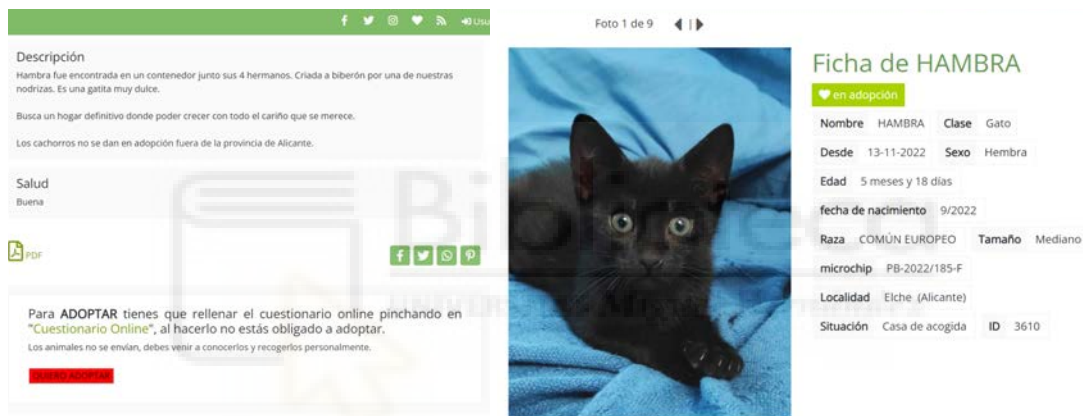 Usu
Descripción
Hambra fue encontrada en un contenedor junto sus 4 hermanos. Criada a biberón por una de nuestras
nodrizas. Es una gatita muy dulce.
Busca un hogar definitivo donde poder crecer con todo el cariño que se merece.
Los cachorros no se dan en adopción fuera de la provincia de Alicante.
Salud
Buena
PDF
Para ADOPTAR tienes que rellenar el cuestionario online pinchando en
"Cuestionario Online", al hacerlo no estás obligado a adoptar.
Los animales no se envían, debes venir a conocerlos y recogerlos personalmente.
QUIERO ADOPTAR
Foto 1 de 9 |
Ficha de HAMBRA
en adopción
Nombre HAMBRA Clase Gato
Desde 13-11-2022 Sexo Hembra
Edad 5 meses y 18 días
fecha de nacimiento 9/2022
Raza COMÚN EUROPEO Tamaño Mediano
microchip PB-2022/185-F
Localidad Elche (Alicante)
Situación Casa de acogida ID 3610
Biblioteca
UNIVERSITAS Miguel Hernández